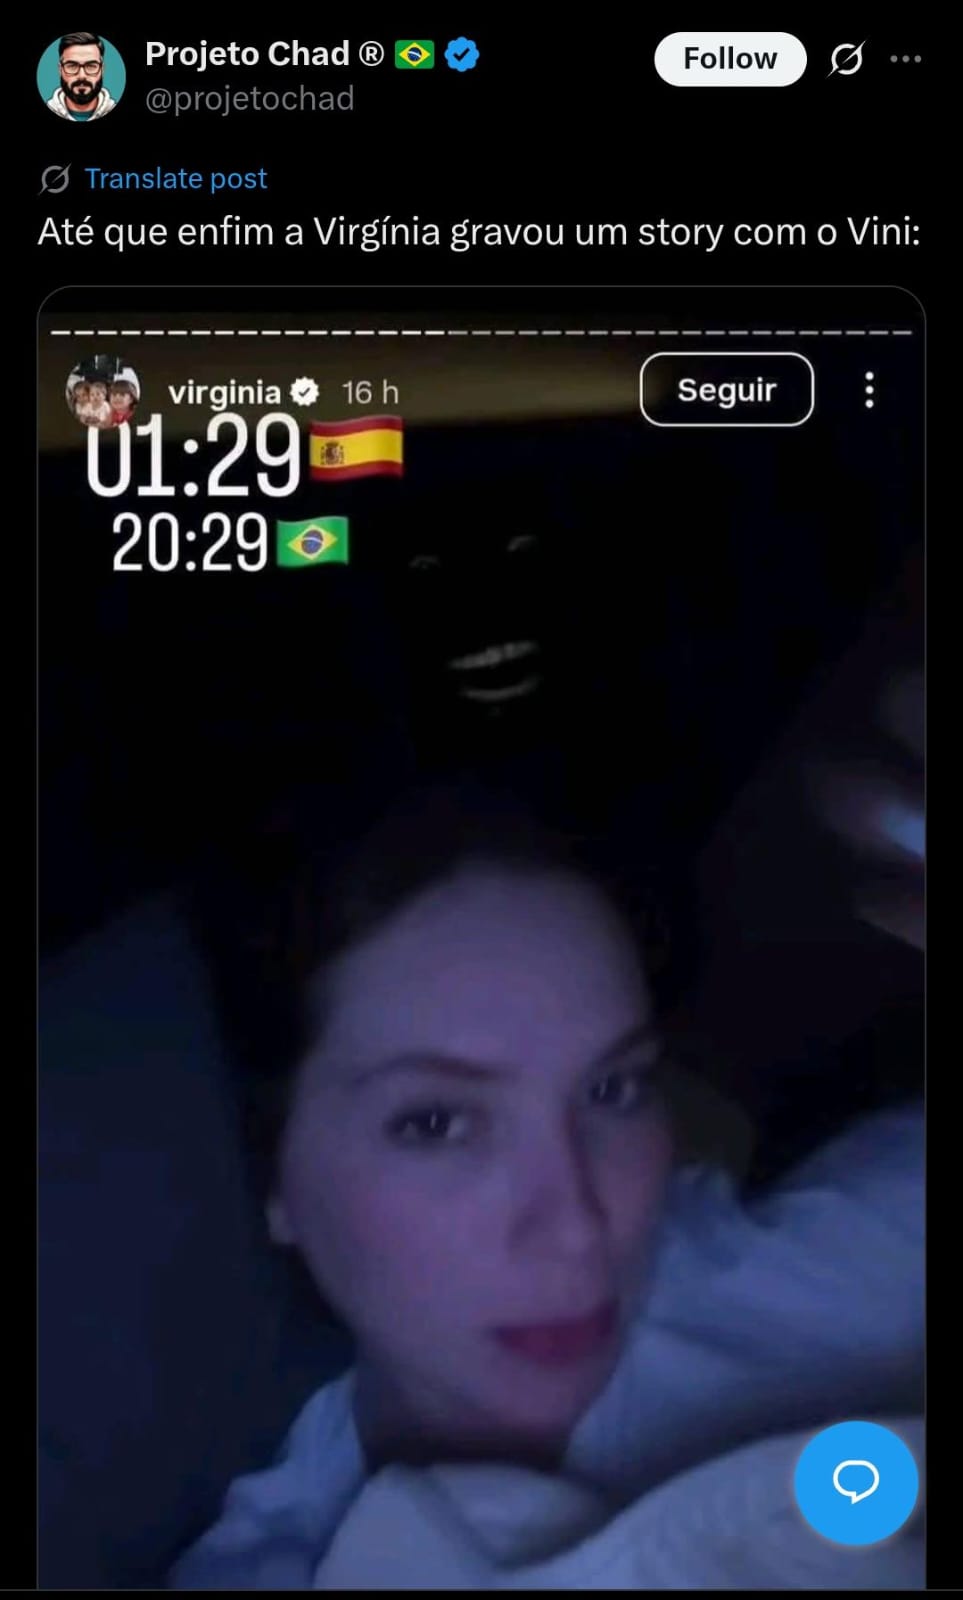 Projeto Chad ® 🇧🇷
Follow
@projetochad
Translate post
Até que enfim a Virgínia gravou um story com o Vini:
virginia 16 h
Seguir
01:29🇪🇸
20:29🇧🇷